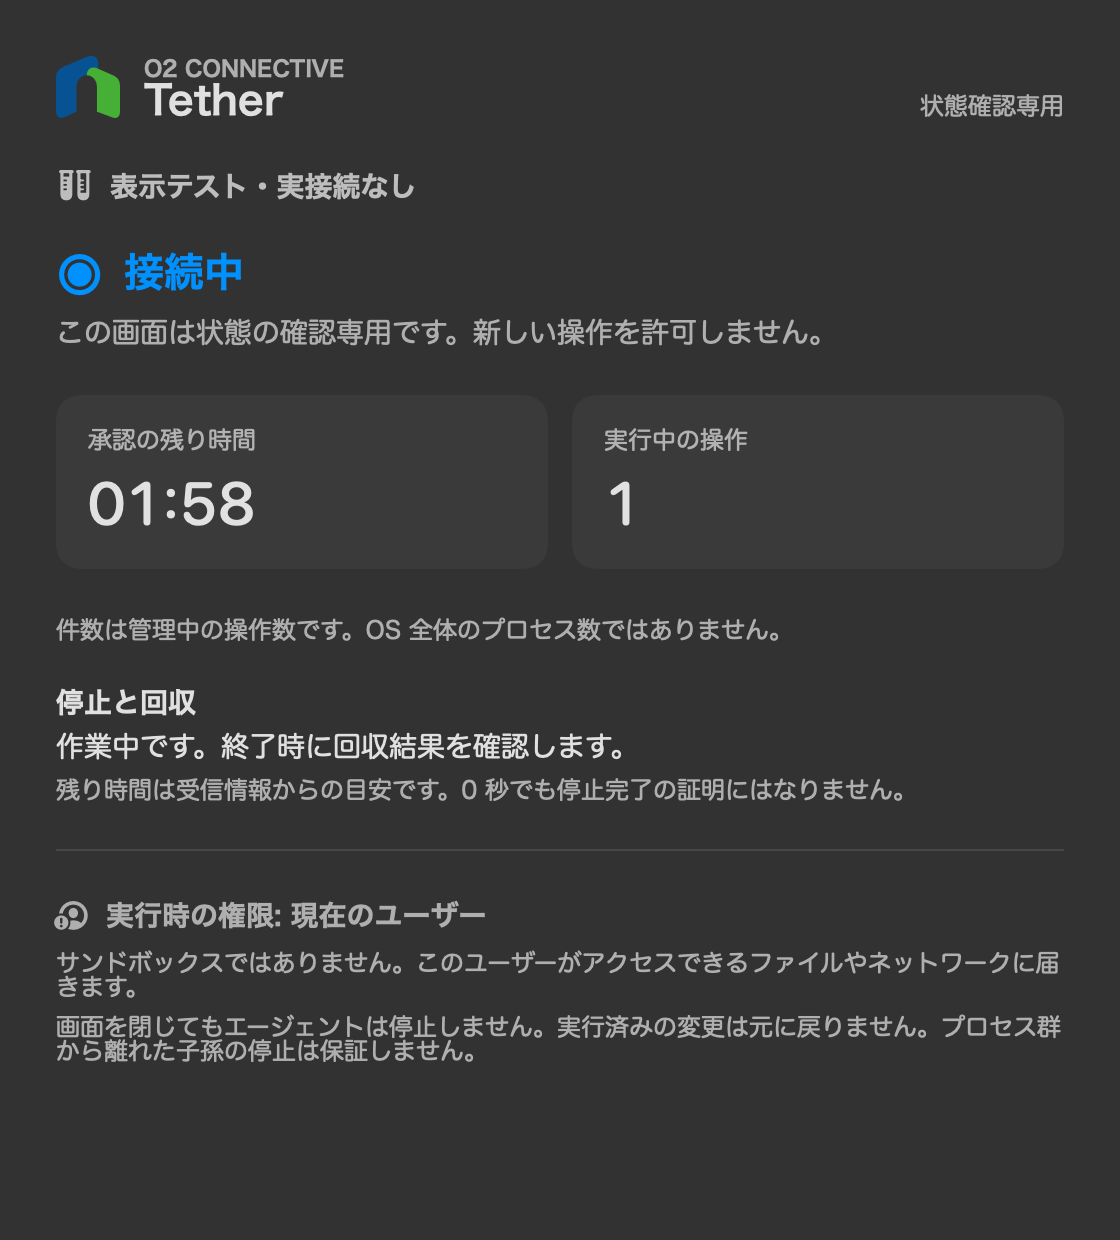 O2 CONNECTIVE
Tether
状態確認専用
表示テスト・実接続なし
接続中
この画面は状態の確認専用です。新しい操作を許可しません。
承認の残り時間
01:58
実行中の操作
1
件数は管理中の操作数です。OS 全体のプロセス数ではありません。
停止と回収
作業中です。終了時に回収結果を確認します。
残り時間は受信情報からの目安です。0 秒でも停止完了の証明にはなりません。
実行時の権限: 現在のユーザー
サンドボックスではありません。このユーザーがアクセスできるファイルやネットワークに届
きます。
画面を閉じてもエージェントは停止しません。実行済みの変更は元に戻りません。プロセス群
から離れた子孫の停止は保証しません。